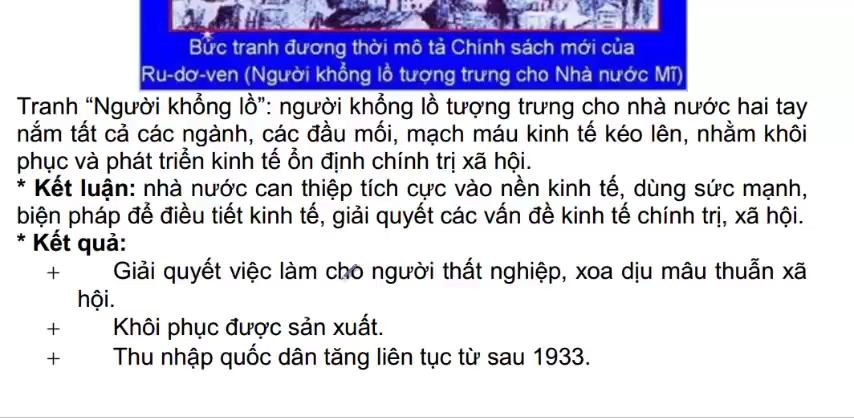 Bức tranh đương thời mô tả Chính sách mới của
Ru-dơ-ven (Người khổng lồ tượng trưng cho Nhà nước Mĩ)
Tranh “Người khổng lồ”: người khổng lồ tượng trưng cho nhà nước hai tay
nắm tất cả các ngành, các đầu mối, mạch máu kinh tế kéo lên, nhằm khôi
phục và phát triển kinh tế ổn định chính trị xã hội.
* Kết luận: nhà nước can thiệp tích cực vào nền kinh tế, dùng sức mạnh,
biện pháp để điều tiết kinh tế, giải quyết các vấn đề kinh tế chính trị, xã hội.
* Kết quả:
+ Giải quyết việc làm cho người thất nghiệp, xoa dịu mâu thuẫn xã
hội.
+ Khôi phục được sản xuất.
+ Thu nhập quốc dân tăng liên tục từ sau 1933.